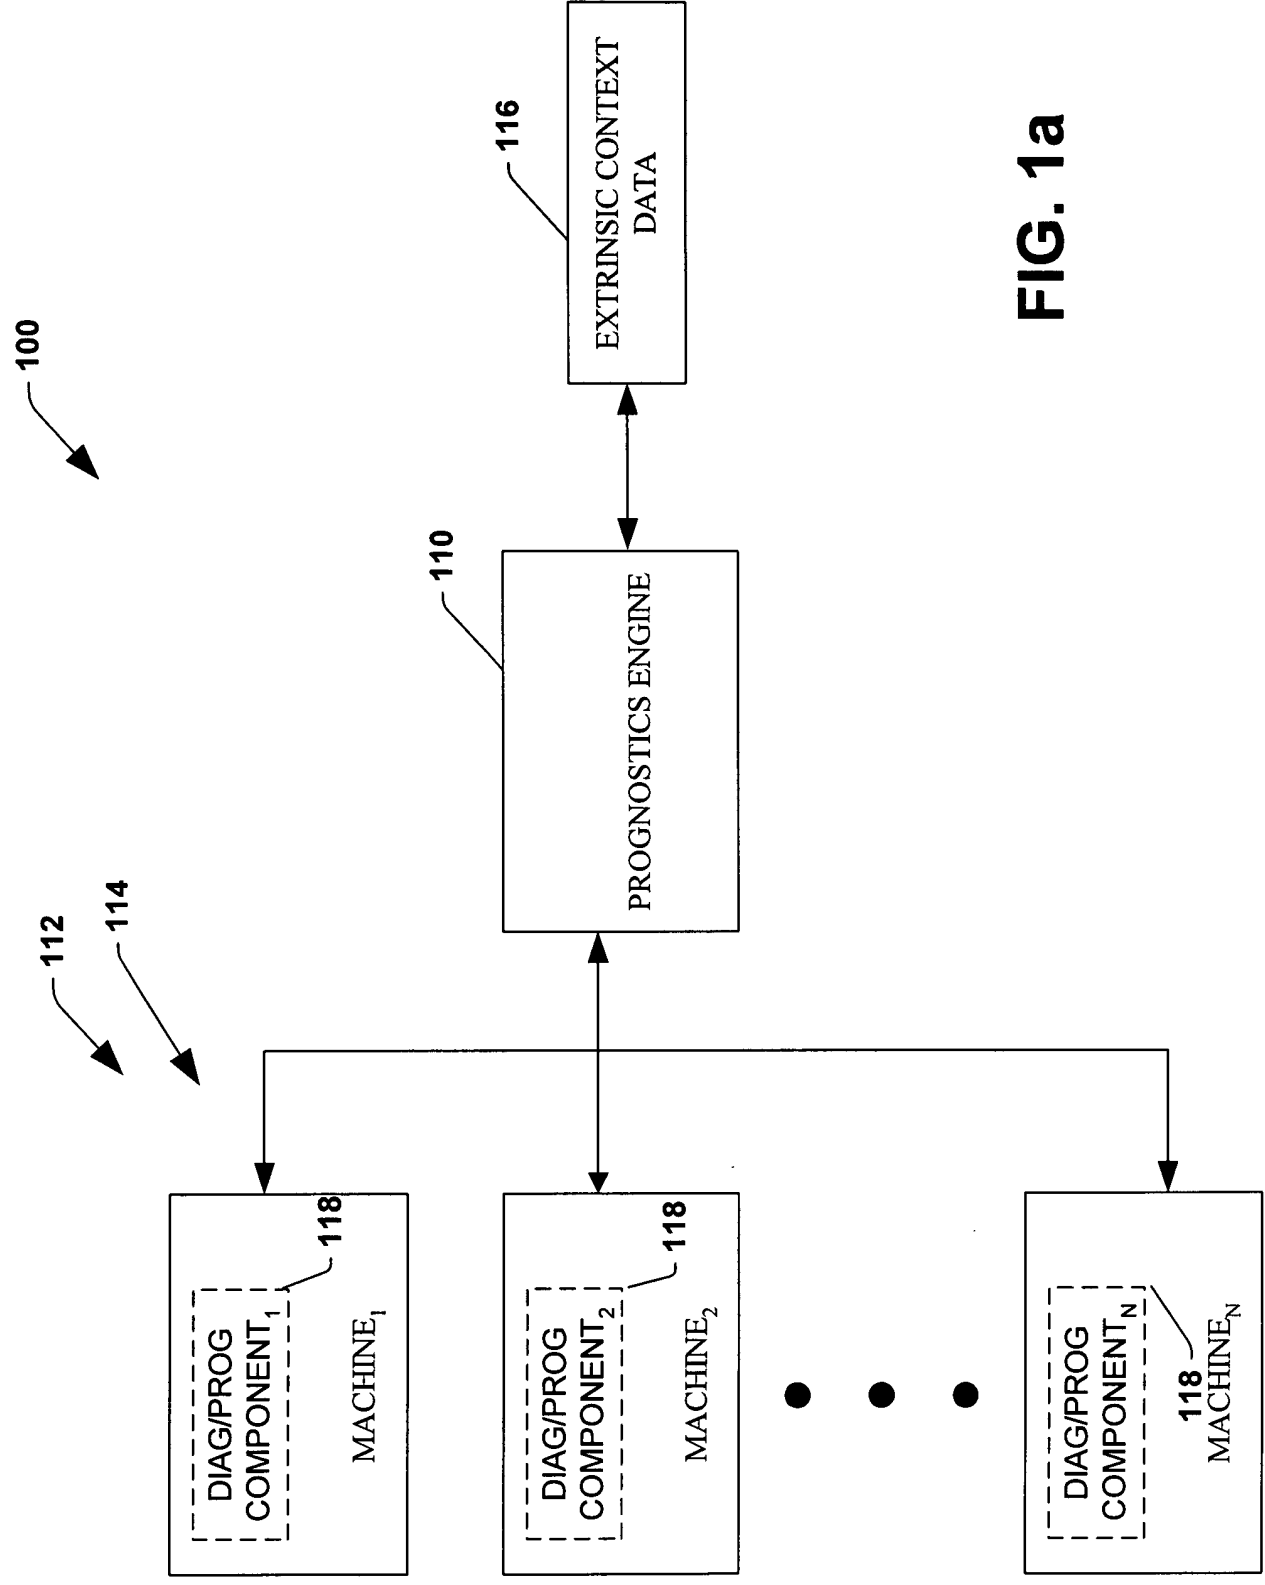 100
112
114
110
116
EXTRINSIC CONTEXT
DATA
PROGNOSTICS ENGINE
DIAG/PROG
COMPONENT1
118
MACHINE1
DIAG/PROG
COMPONENT2
118
MACHINE2
DIAG/PROG
COMPONENTN
118
MACHINEN
FIG. 1a